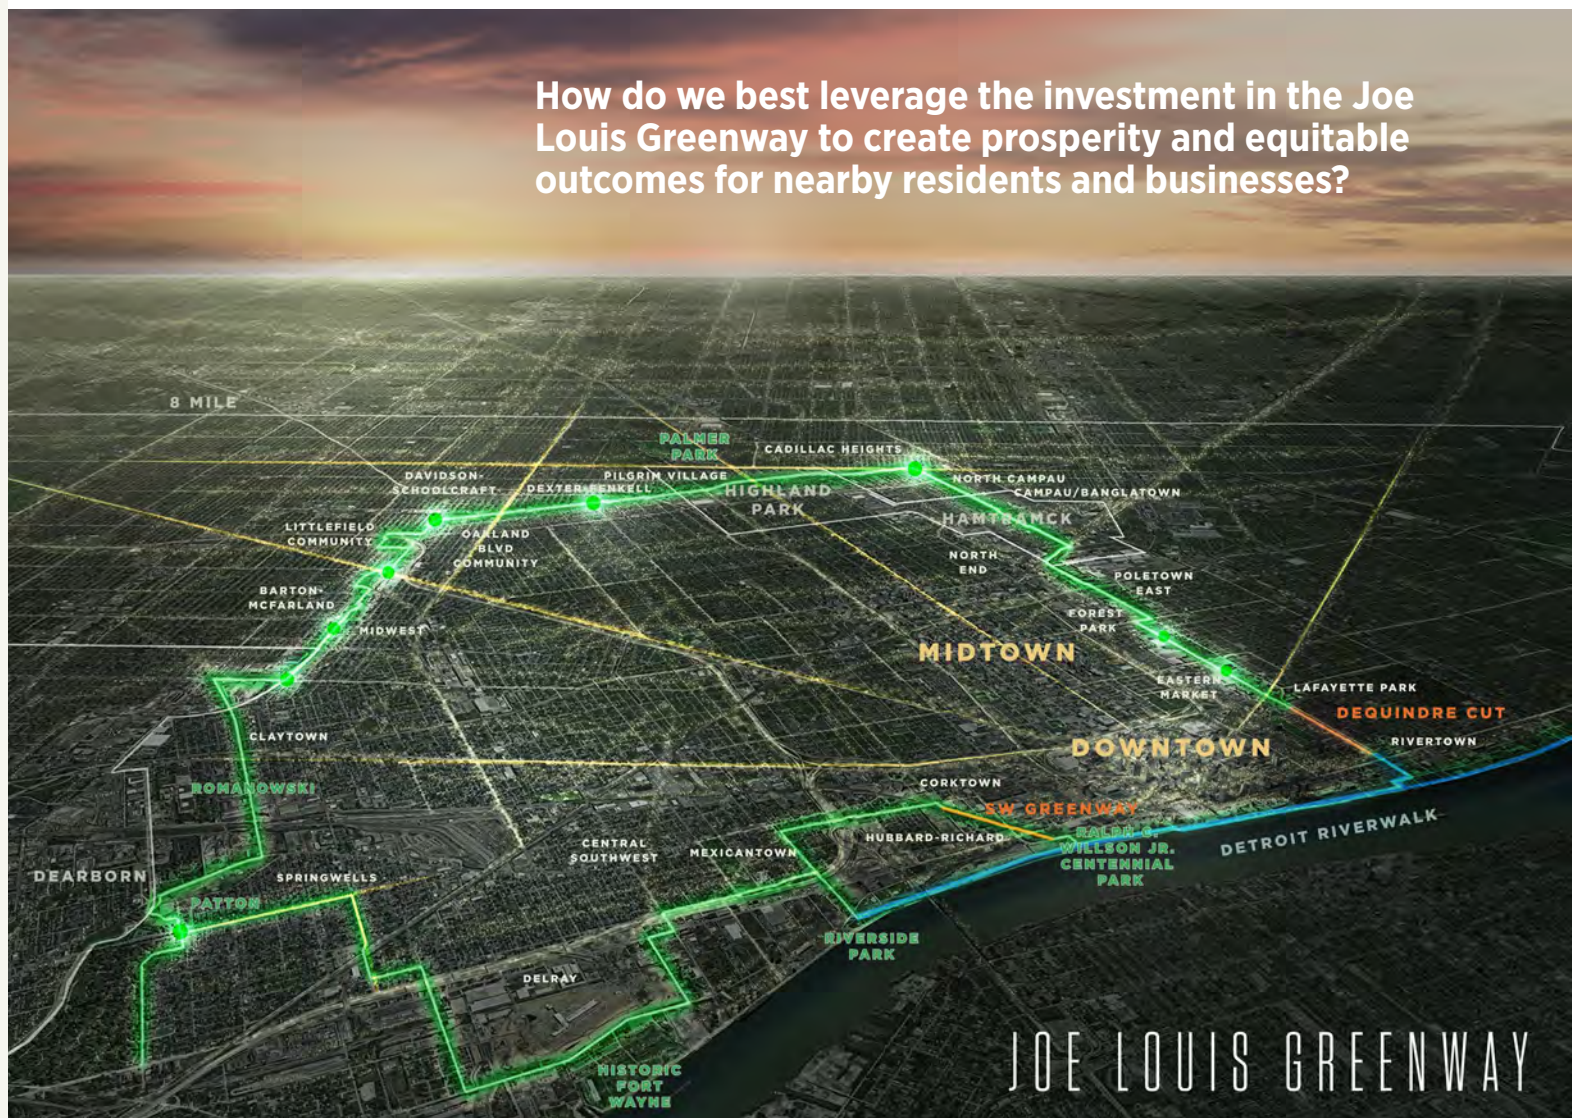 How do we best leverage the investment in the Joe
Louis Greenway to create prosperity and equitable
outcomes for nearby residents and businesses?
8 MILE
PALMER
PARK
CADILLAC HEIGHTS
DAVIDSON-
SCHOOLCRAFT
DEXTER-FENKELL
PILGRIM VILLAGE
HIGHLAND
PARK
NORTH CAMPAU
CAMPAU/BANGLATOWN
HAMTRAMCK
LITTLEFIELD
COMMUNITY
OAKLAND
BLVD
COMMUNITY
NORTH
END
POLETOWN
EAST
BARTON-
MCFARLAND
MIDWEST
FOREST
PARK
MIDTOWN
EASTERN
MARKET
LAFAYETTE PARK
DEQUINDRE CUT
RIVERTOWN
CLAYTOWN
DOWNTOWN
ROMANOWSKI
CORKTOWN
SW GREENWAY
HUBBARD-RICHARD
RALPH C.
WILLSON JR.
CENTENNIAL
PARK
DETROIT RIVERWALK
CENTRAL
SOUTHWEST
MEXICANTOWN
DEARBORN
SPRINGWELLS
PATTON
RIVERSIDE
PARK
DELRAY
HISTORIC
FORT
WAYNE
JOE LOUIS GREENWAY